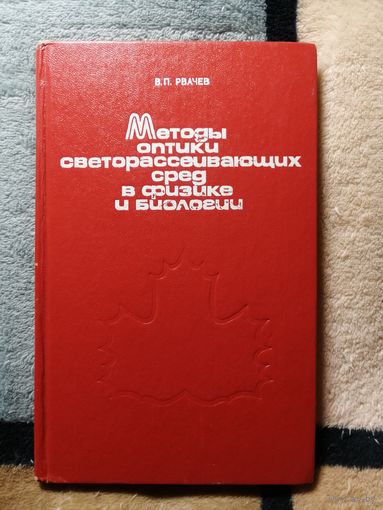 В.П. РВАЧЕВ
Методы
оптики
светорассеивающих
сред
в физике
и биологии